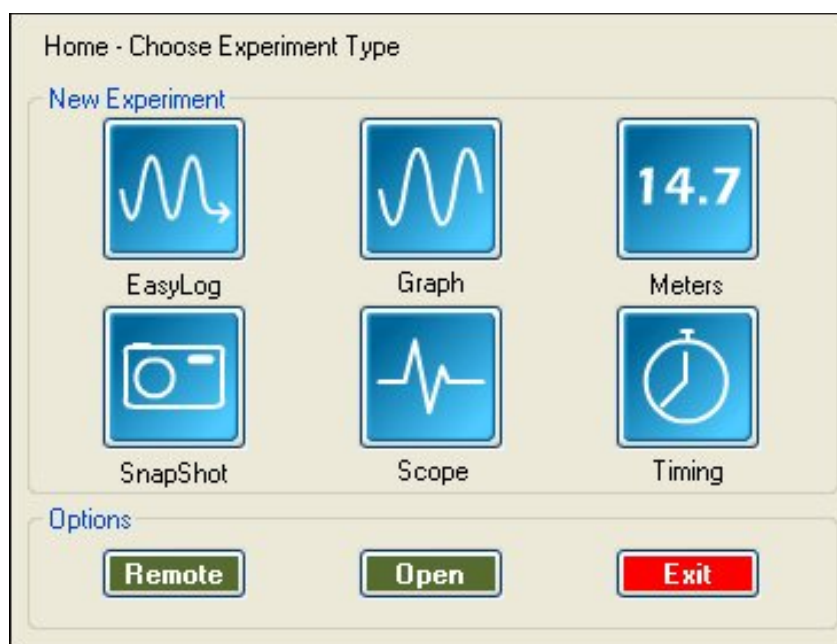 Home - Choose Experiment Type
New Experiment
14.7
EasyLog Graph Meters
SnapShot Scope Timing
Options
Remote Open Exit